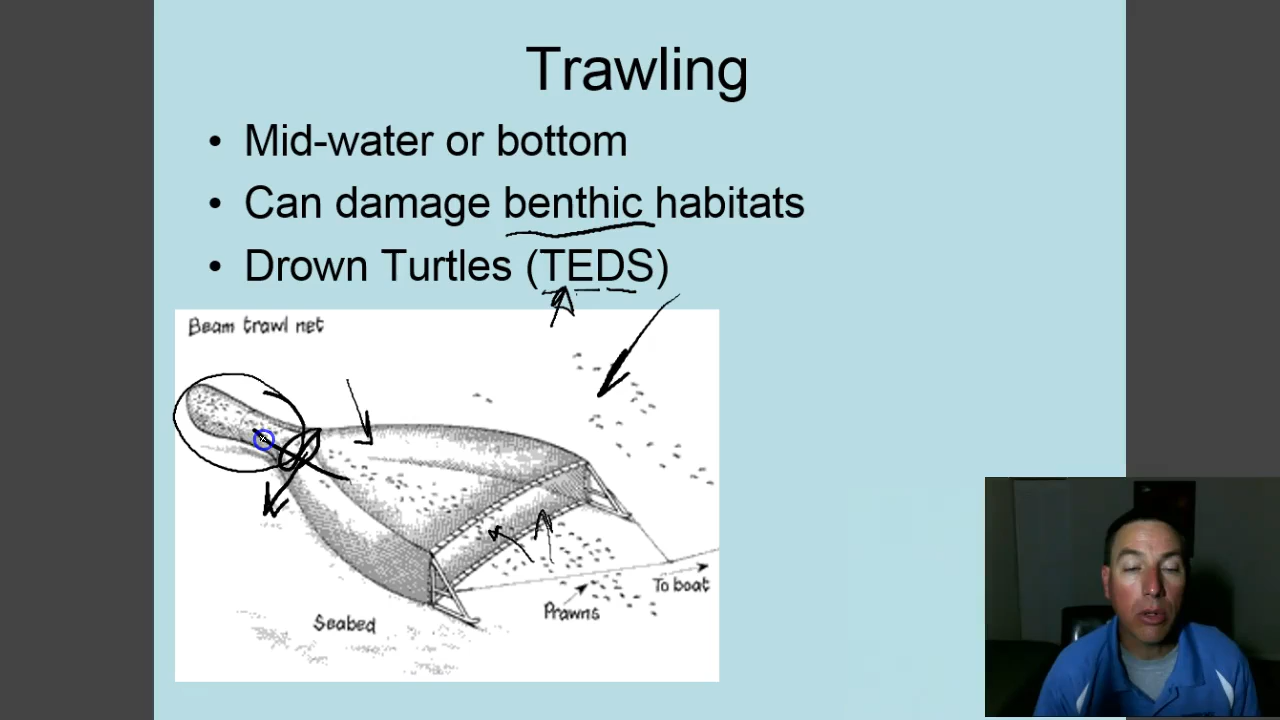 Trawling
• Mid-water or bottom
• Can damage benthic habitats
• Drown Turtles (TEDS)
Beam trawl net
To boat
Prawns
Seabed